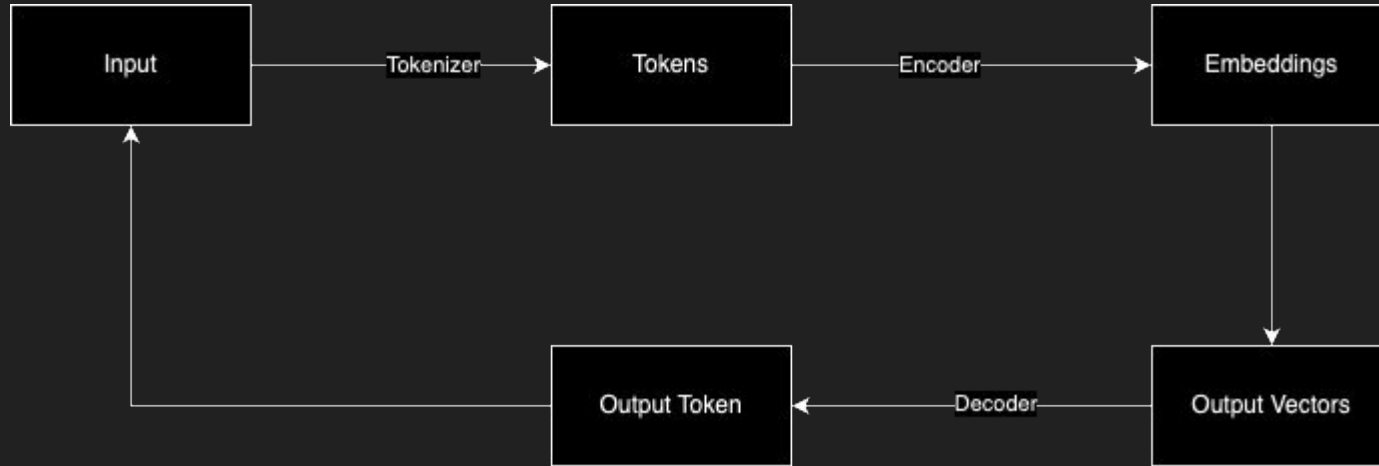 Input
Tokenizer
Tokens
Encoder
Embeddings
Output Token
Decoder
Output Vectors